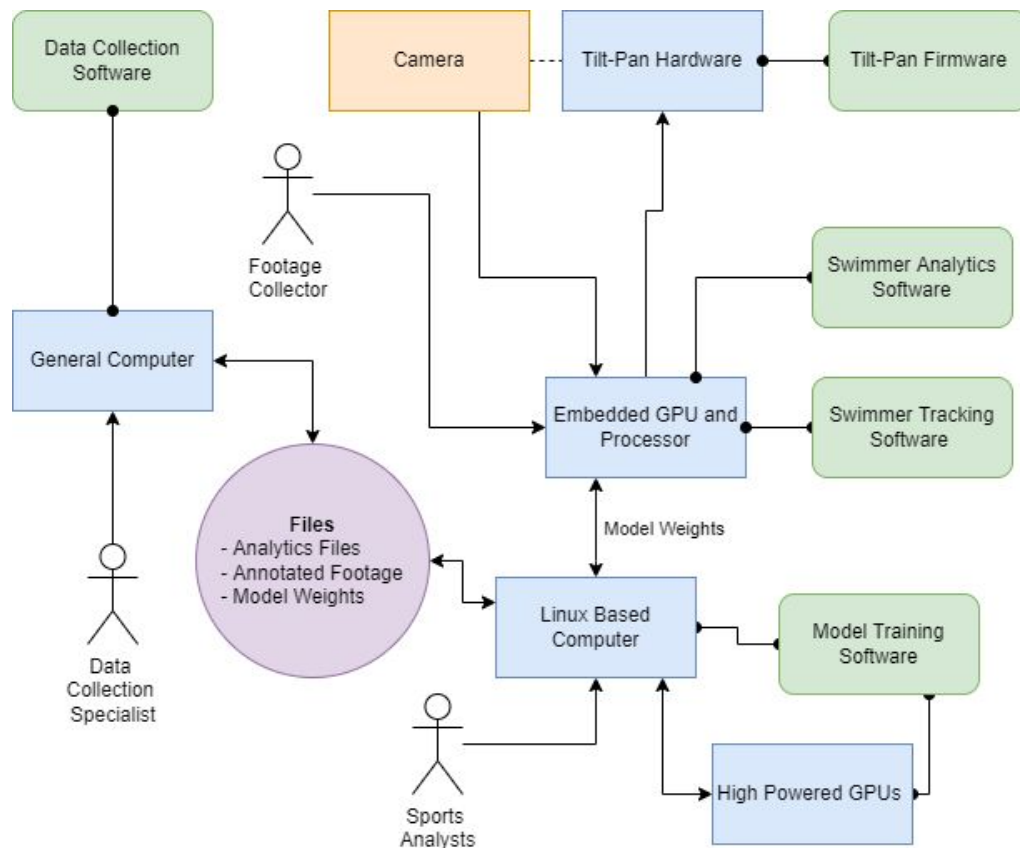 Data Collection
Software
Camera
Tilt-Pan Hardware
Tilt-Pan Firmware
Footage
Collector
Swimmer Analytics
Software
General Computer
Embedded GPU and
Processor
Swimmer Tracking
Software
Files
- Analytics Files
- Annotated Footage
- Model Weights
Model Weights
Linux Based
Computer
Model Training
Software
Data
Collection
Specialist
High Powered GPUs
Sports
Analysts